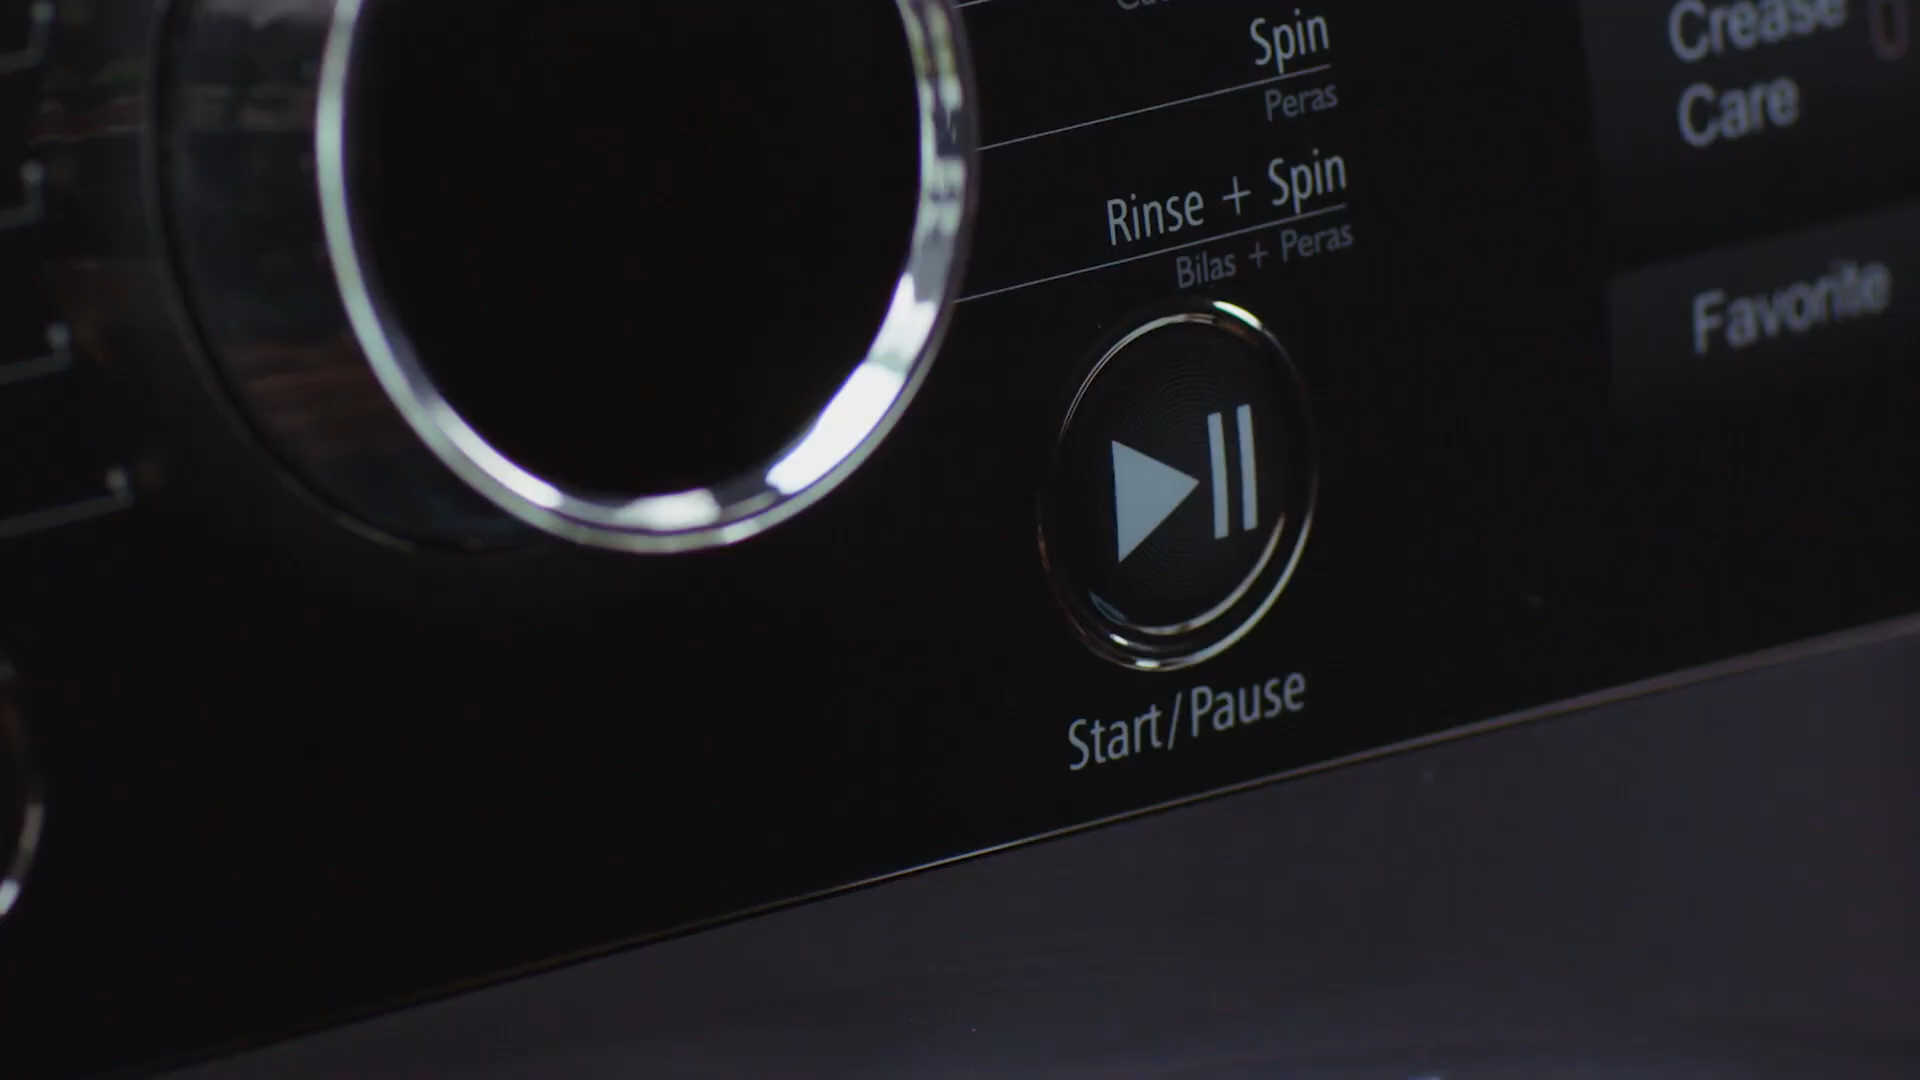 Spin
Peras
Rinse + Spin
Bilas + Peras
Start/Pause
Crease
Care
Favorite